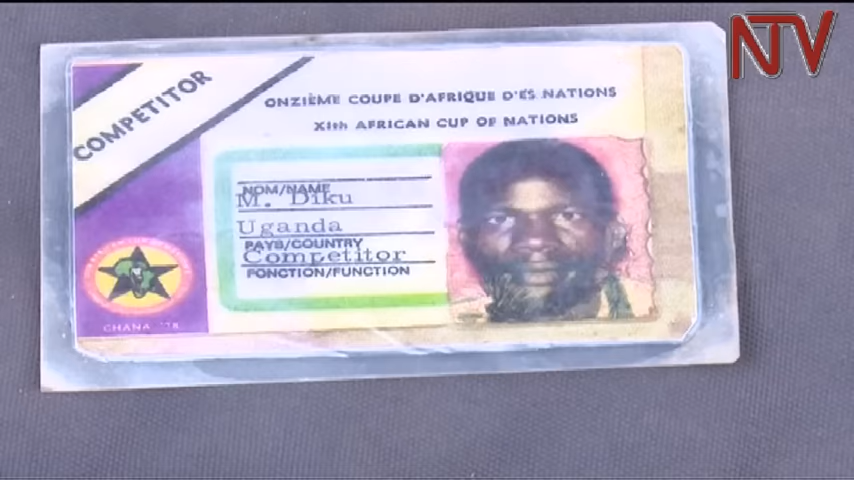 NTV
COMPETITOR
ONZIÈME COUPE D'AFRIQUE D'ES NATIONS
XIth AFRICAN CUP OF NATIONS
NOM/NAME
M. Diku
Uganda
PAYS/COUNTRY
Competitor
FONCTION/FUNCTION
GHANA '78